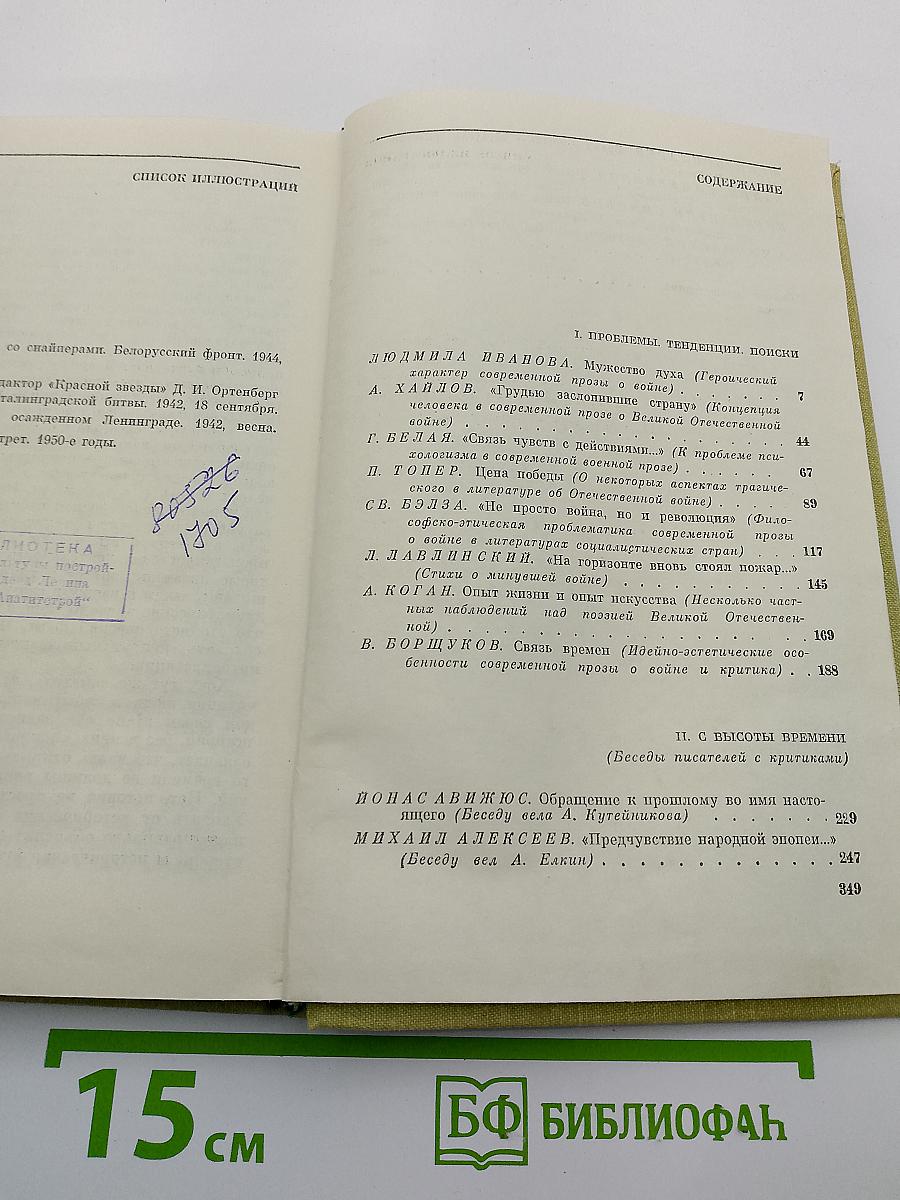 СПИСОК ИЛЛЮСТРАЦИЙ
со снайперами. Белорусский фронт. 1944,
дактор «Красной звезды» Д. И. Ортенберг
талинградской битвы. 1942, 18 сентября.
осажденном Ленинграде. 1942, весна.
трет. 1950-е годы.
80526
1705
ЛИОТЕКА
СОДЕРЖАНИЕ
I. ПРОБЛЕМЫ. ТЕНДЕНЦИИ. ПОИСКИ
ЛЮДМИЛА ИВАНОВА. Мужество духа (Героический
характер современной прозы о войне) . . . . . . . 7
А. ХАЙЛОВ. «Грудью заслонившие страну» (Концепция
человека в современной прозе о Великой Отечественной
войне) . . . . . . . . . . . . . . . . . . . . 44
Г. БЕЛАЯ. «Связь чувств с действиями...» (К проблеме пси-
хологизма в современной военной прозе) . . . . . . 67
П. ТОПЕР. Цена победы (О некоторых аспектах трагиче-
ского в литературе об Отечественной войне) . . . . 89
СВ. БЭЛЗА. «Не просто война, но и революция» (Фило-
софско-этическая проблематика современной прозы
о войне в литературах социалистических стран) . . . 117
Л. ЛАВЛИНСКИЙ. «На горизонте вновь стоял пожар...»
(Стихи о минувшей войне) . . . . . . . . . . . 145
А. КОГАН. Опыт жизни и опыт искусства (Несколько част-
ных наблюдений над поэзией Великой Отечествен-
ной) . . . . . . . . . . . . . . . . . . . . . 169
В. БОРЩУКОВ. Связь времен (Идейно-эстетические осо-
бенности современной прозы о войне и критика) . . 188
II. С ВЫСОТЫ ВРЕМЕНИ
(Беседы писателей с критиками)
ЙОНАС АВИЖЮС. Обращение к прошлому во имя насто-
ящего (Беседу вела А. Кутейникова) . . . . . . . 229
МИХАИЛ АЛЕКСЕЕВ. «Предчувствие народной эпопеи...»
(Беседу вел А. Елкин) . . . . . . . . . . . . . 247
349
15 см
БФ БИБЛИОФАН